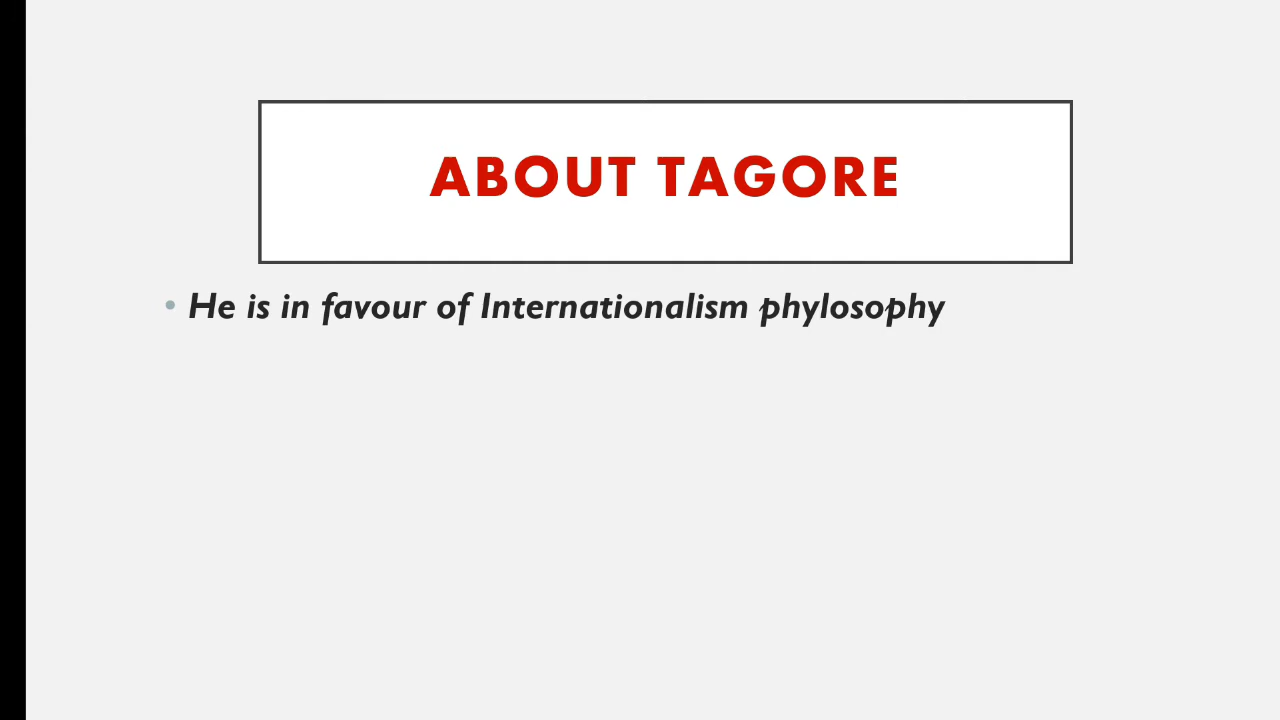 ABOUT TAGORE
• He is in favour of Internationalism phylosophy